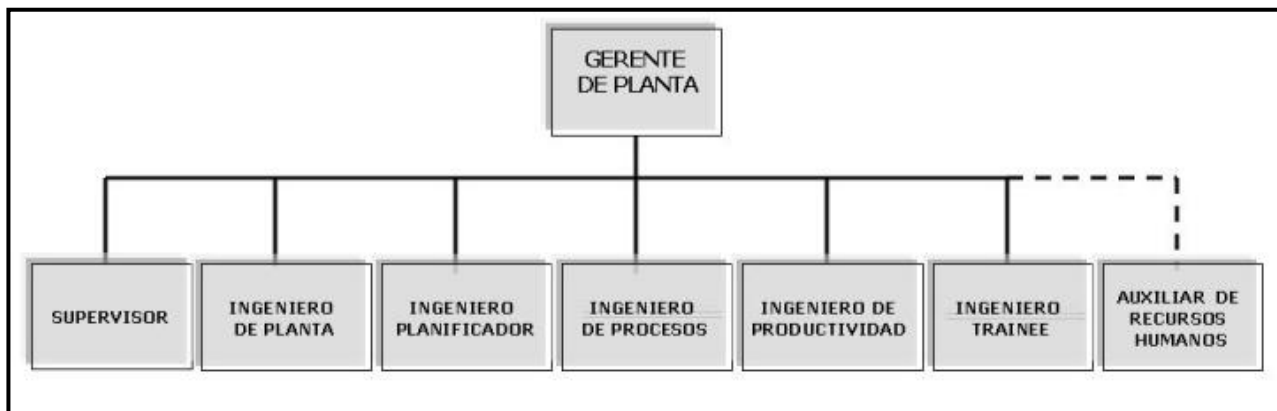 GERENTE
DE PLANTA
SUPERVISOR
INGENIERO
DE PLANTA
INGENIERO
PLANIFICADOR
INGENIERO
DE PROCESOS
INGENIERO DE
PRODUCTIVIDAD
INGENIERO
TRAINEE
AUXILIAR DE
RECURSOS
HUMANOS